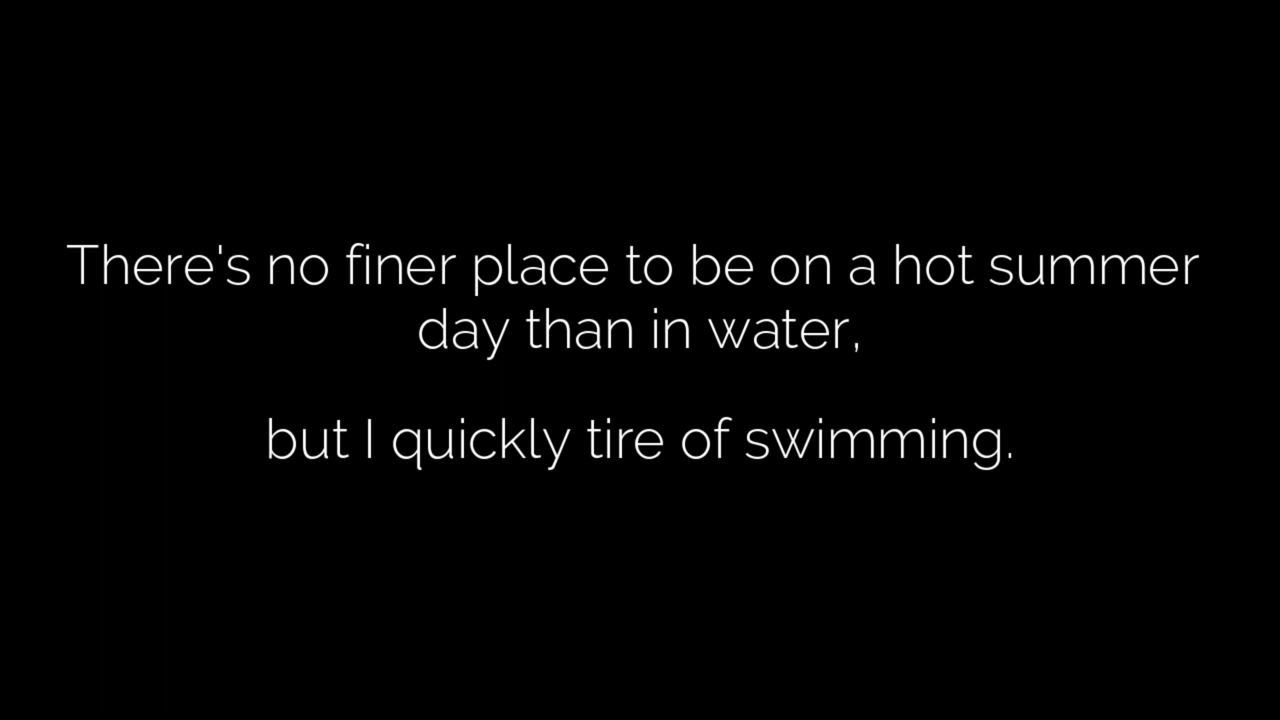 There's no finer place to be on a hot summer
day than in water,
but I quickly tire of swimming.